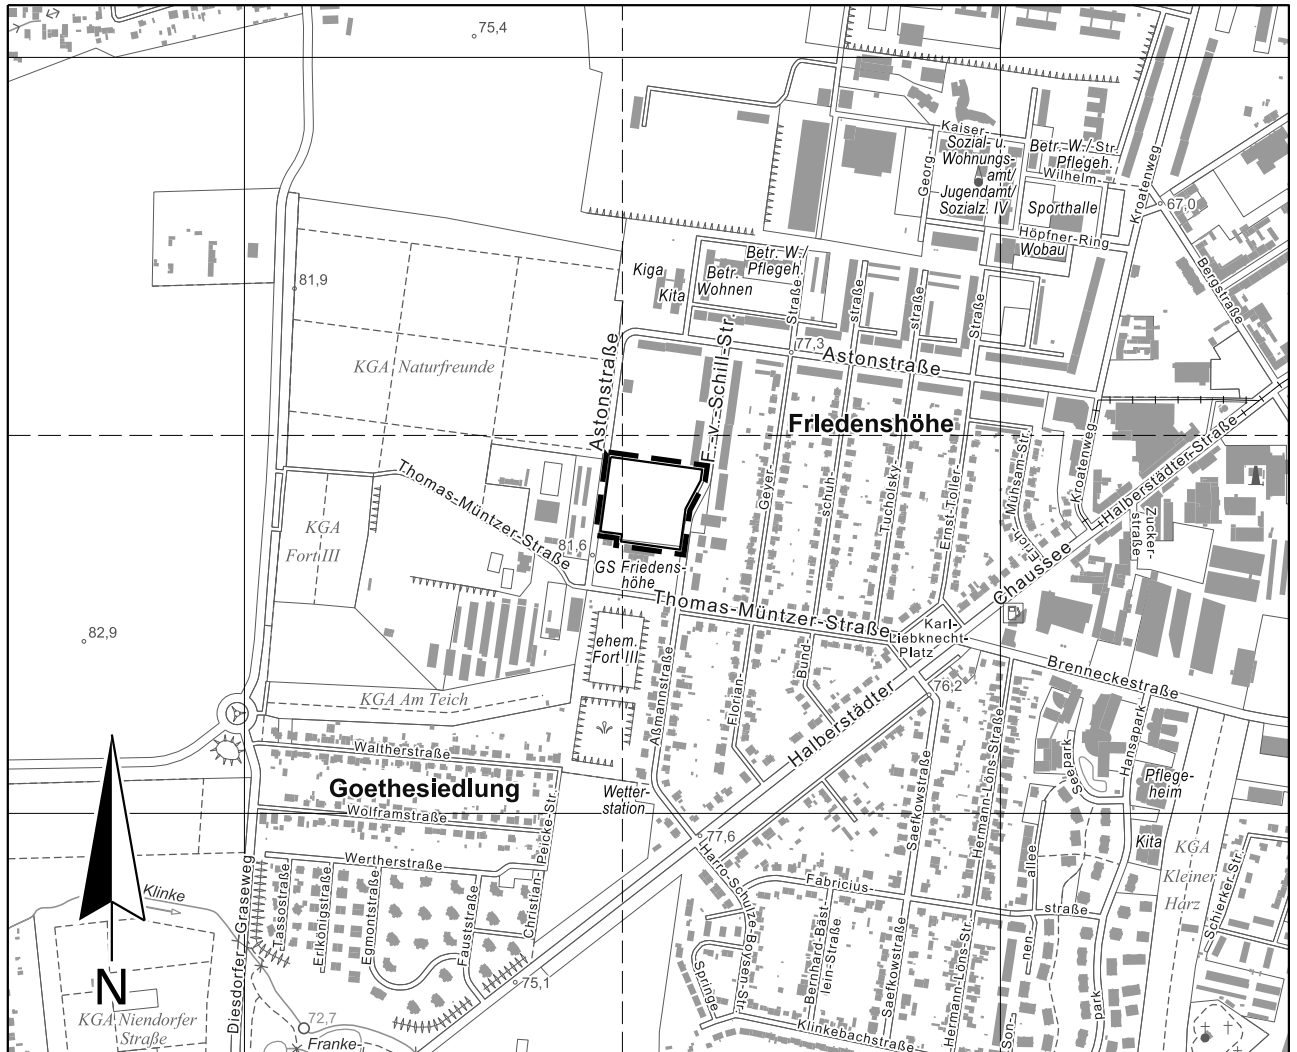 75,4
Kaiser-
Sozial- u.
Wohnungs-
amt/
Jugendamt/
Sozialz. IV
Betr. W./Str.
Pflegeh.
Wilhelm-
Georg-
Sporthalle
Kroatenweg
67,0
Höpfner-Ring
Wobau
Bergstraße
Betr. W./
Pflegeh.
Kiga
Betr.
Wohnen
Kita
81,9
Straße
straße
straße
Straße
77,3
Astonstraße
Astonstraße
F.-v.-Schill-Str.
KGA Naturfreunde
Friedenshöhe
Geyer-
schuh-
Tucholsky-
Ernst-Toller-
Erich-Mühsam-Str.
Kroatenweg
Halberstädter-Straße
Zucker-
straße
Thomas-Müntzer-Straße
KGA
Fort III
81,6
GS Friedens-
höhe
Chaussee
Thomas-Müntzer-Straße
82,9
ehem.
Fort III
Karl-
Liebknecht-
Platz
Brenneckestraße
76,2
KGA Am Teich
Aßmannstraße
Florian-
Bund-
Halberstädter
Waltherstraße
Goethesiedlung
Wolframstraße
Wetter-
station
Saefkowstraße
Hermann-Löns-Straße
Seepark
Hansapark
Pflege-
heim
Kita
KGA
Kleiner
Harz
Schierker Str.
77,6
Wertherstraße
Christian-Peicke-Str.
Klinke
Diesdorfer Graseweg
Tassostraße
Erlkönigstraße
Egmontstraße
Fauststraße
Harro-Schulze-Boysen-Str.
Fabricius-
straße
allee
nen-
Son-
park
Bernhard-Bäst-
lein-Straße
Saefkowstraße
Hermann-Löns-Str.
Springe-
Klinkebachstraße
75,1
72,7
Franke-
N
KGA Niendorfer
Straße